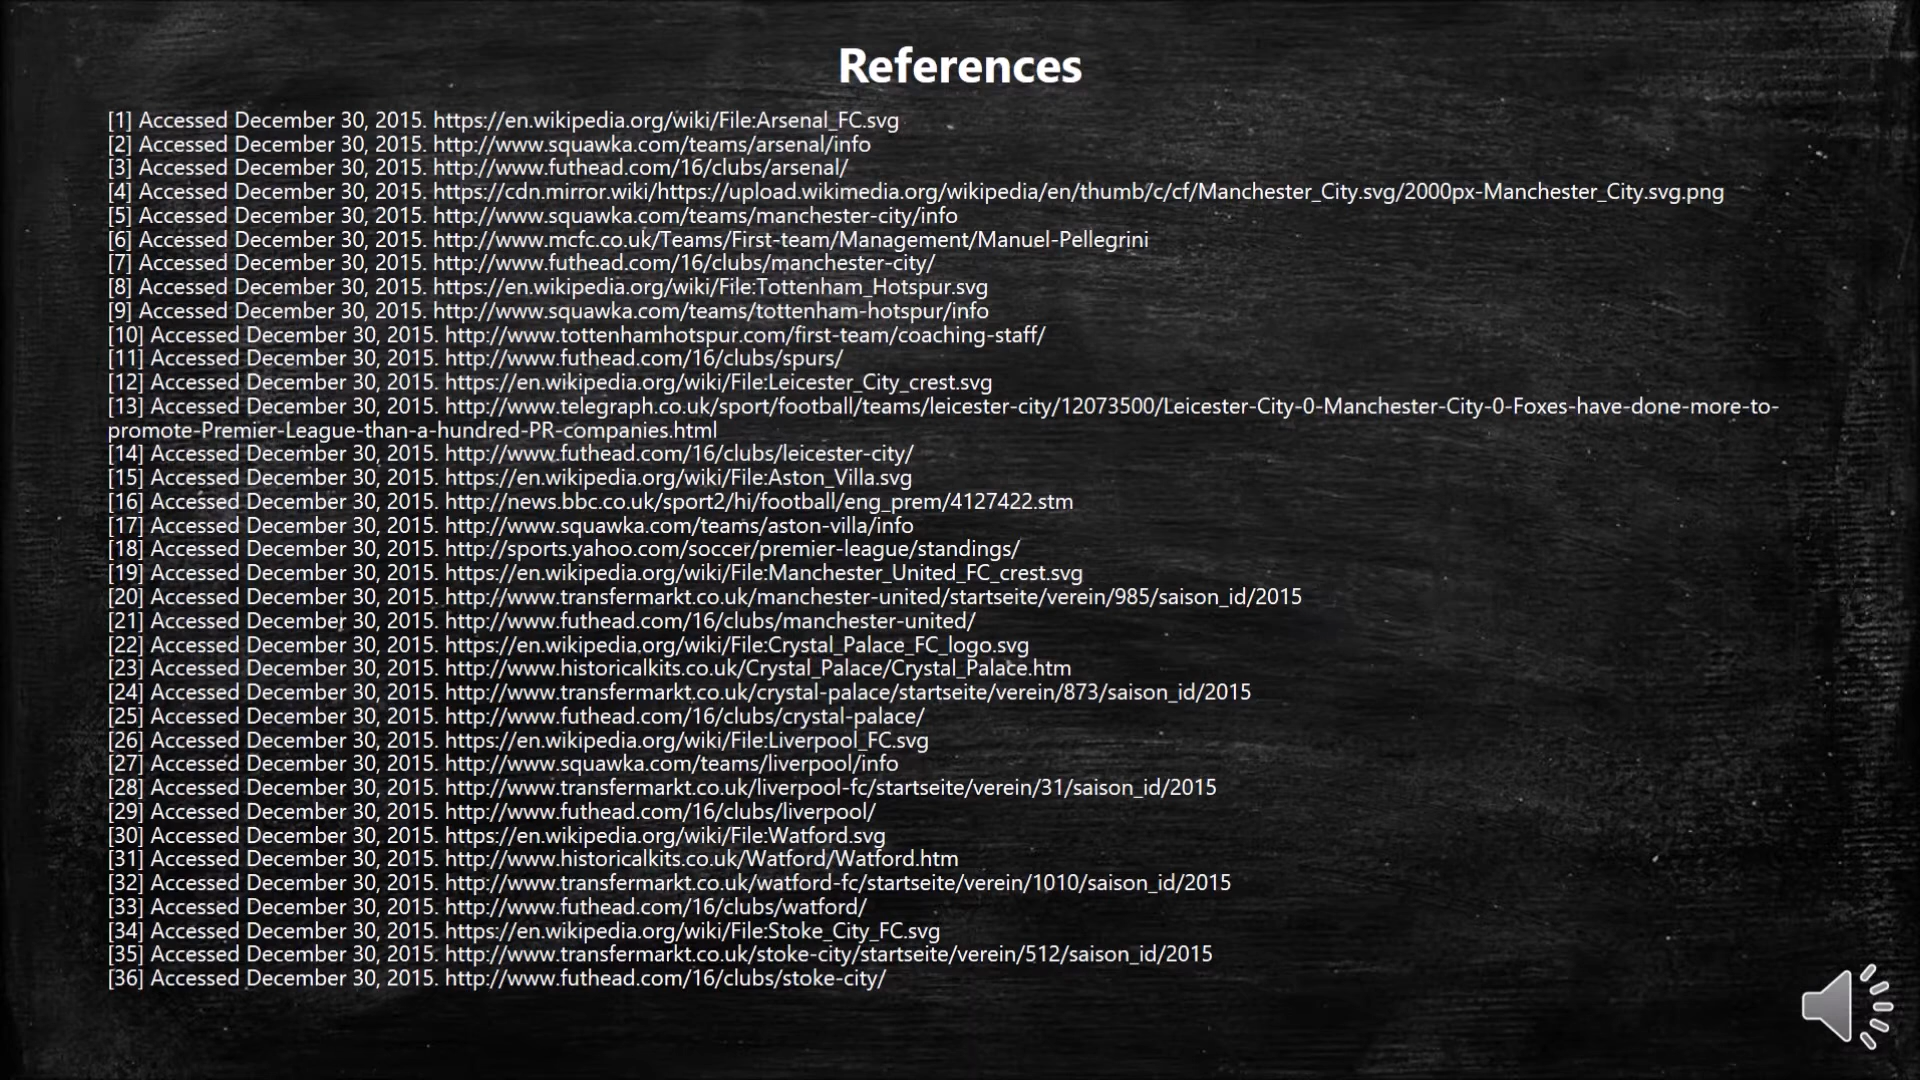 References
[1] Accessed December 30, 2015. https://en.wikipedia.org/wiki/File:Arsenal_FC.svg
[2] Accessed December 30, 2015. http://www.squawka.com/teams/arsenal/info
[3] Accessed December 30, 2015. http://www.futhead.com/16/clubs/arsenal/
[4] Accessed December 30, 2015. https://cdn.mirror.wiki/https://upload.wikimedia.org/wikipedia/en/thumb/c/cf/Manchester_City.svg/2000px-Manchester_City.svg.png
[5] Accessed December 30, 2015. http://www.squawka.com/teams/manchester-city/info
[6] Accessed December 30, 2015. http://www.mcfc.co.uk/Teams/First-team/Management/Manuel-Pellegrini
[7] Accessed December 30, 2015. http://www.futhead.com/16/clubs/manchester-city/
[8] Accessed December 30, 2015. https://en.wikipedia.org/wiki/File:Tottenham_Hotspur.svg
[9] Accessed December 30, 2015. http://www.squawka.com/teams/tottenham-hotspur/info
[10] Accessed December 30, 2015. http://www.tottenhamhotspur.com/first-team/coaching-staff/
[11] Accessed December 30, 2015. http://www.futhead.com/16/clubs/spurs/
[12] Accessed December 30, 2015. https://en.wikipedia.org/wiki/File:Leicester_City_crest.svg
[13] Accessed December 30, 2015. http://www.telegraph.co.uk/sport/football/teams/leicester-city/12073500/Leicester-City-0-Manchester-City-0-Foxes-have-done-more-to-
promote-Premier-League-than-a-hundred-PR-companies.html
[14] Accessed December 30, 2015. http://www.futhead.com/16/clubs/leicester-city/
[15] Accessed December 30, 2015. https://en.wikipedia.org/wiki/File:Aston_Villa.svg
[16] Accessed December 30, 2015. http://news.bbc.co.uk/sport2/hi/football/eng_prem/4127422.stm
[17] Accessed December 30, 2015. http://www.squawka.com/teams/aston-villa/info
[18] Accessed December 30, 2015. http://sports.yahoo.com/soccer/premier-league/standings/
[19] Accessed December 30, 2015. https://en.wikipedia.org/wiki/File:Manchester_United_FC_crest.svg
[20] Accessed December 30, 2015. http://www.transfermarkt.co.uk/manchester-united/startseite/verein/985/saison_id/2015
[21] Accessed December 30, 2015. http://www.futhead.com/16/clubs/manchester-united/
[22] Accessed December 30, 2015. https://en.wikipedia.org/wiki/File:Crystal_Palace_FC_logo.svg
[23] Accessed December 30, 2015. http://www.historicalkits.co.uk/Crystal_Palace/Crystal_Palace.htm
[24] Accessed December 30, 2015. http://www.transfermarkt.co.uk/crystal-palace/startseite/verein/873/saison_id/2015
[25] Accessed December 30, 2015. http://www.futhead.com/16/clubs/crystal-palace/
[26] Accessed December 30, 2015. https://en.wikipedia.org/wiki/File:Liverpool_FC.svg
[27] Accessed December 30, 2015. http://www.squawka.com/teams/liverpool/info
[28] Accessed December 30, 2015. http://www.transfermarkt.co.uk/liverpool-fc/startseite/verein/31/saison_id/2015
[29] Accessed December 30, 2015. http://www.futhead.com/16/clubs/liverpool/
[30] Accessed December 30, 2015. https://en.wikipedia.org/wiki/File:Watford.svg
[31] Accessed December 30, 2015. http://www.historicalkits.co.uk/Watford/Watford.htm
[32] Accessed December 30, 2015. http://www.transfermarkt.co.uk/watford-fc/startseite/verein/1010/saison_id/2015
[33] Accessed December 30, 2015. http://www.futhead.com/16/clubs/watford/
[34] Accessed December 30, 2015. https://en.wikipedia.org/wiki/File:Stoke_City_FC.svg
[35] Accessed December 30, 2015. http://www.transfermarkt.co.uk/stoke-city/startseite/verein/512/saison_id/2015
[36] Accessed December 30, 2015. http://www.futhead.com/16/clubs/stoke-city/